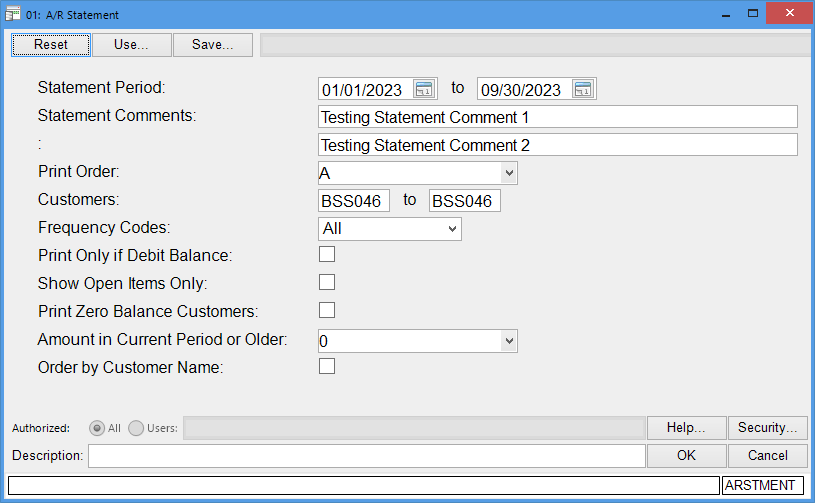 01: A/R Statement
Reset Use... Save...
Statement Period: 01/01/2023 to 09/30/2023
Statement Comments: Testing Statement Comment 1
: Testing Statement Comment 2
Print Order: A
Customers: BSS046 to BSS046
Frequency Codes: All
Print Only if Debit Balance:
Show Open Items Only:
Print Zero Balance Customers:
Amount in Current Period or Older: 0
Order by Customer Name:
Authorized: All Users: Help... Security...
Description: OK Cancel
ARSTMENT